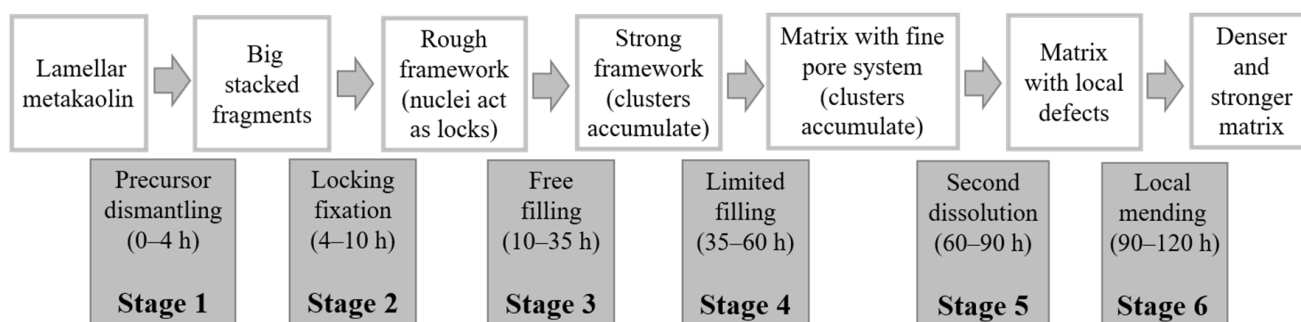 Lamellar
metakaolin
Big
stacked
fragments
Rough
framework
(nuclei act
as locks)
Strong
framework
(clusters
accumulate)
Matrix with fine
pore system
(clusters
accumulate)
Matrix
with local
defects
Denser
and
stronger
matrix
Precursor
dismantling
(0–4 h)
Stage 1
Locking
fixation
(4–10 h)
Stage 2
Free
filling
(10–35 h)
Stage 3
Limited
filling
(35–60 h)
Stage 4
Second
dissolution
(60–90 h)
Stage 5
Local
mending
(90–120 h)
Stage 6